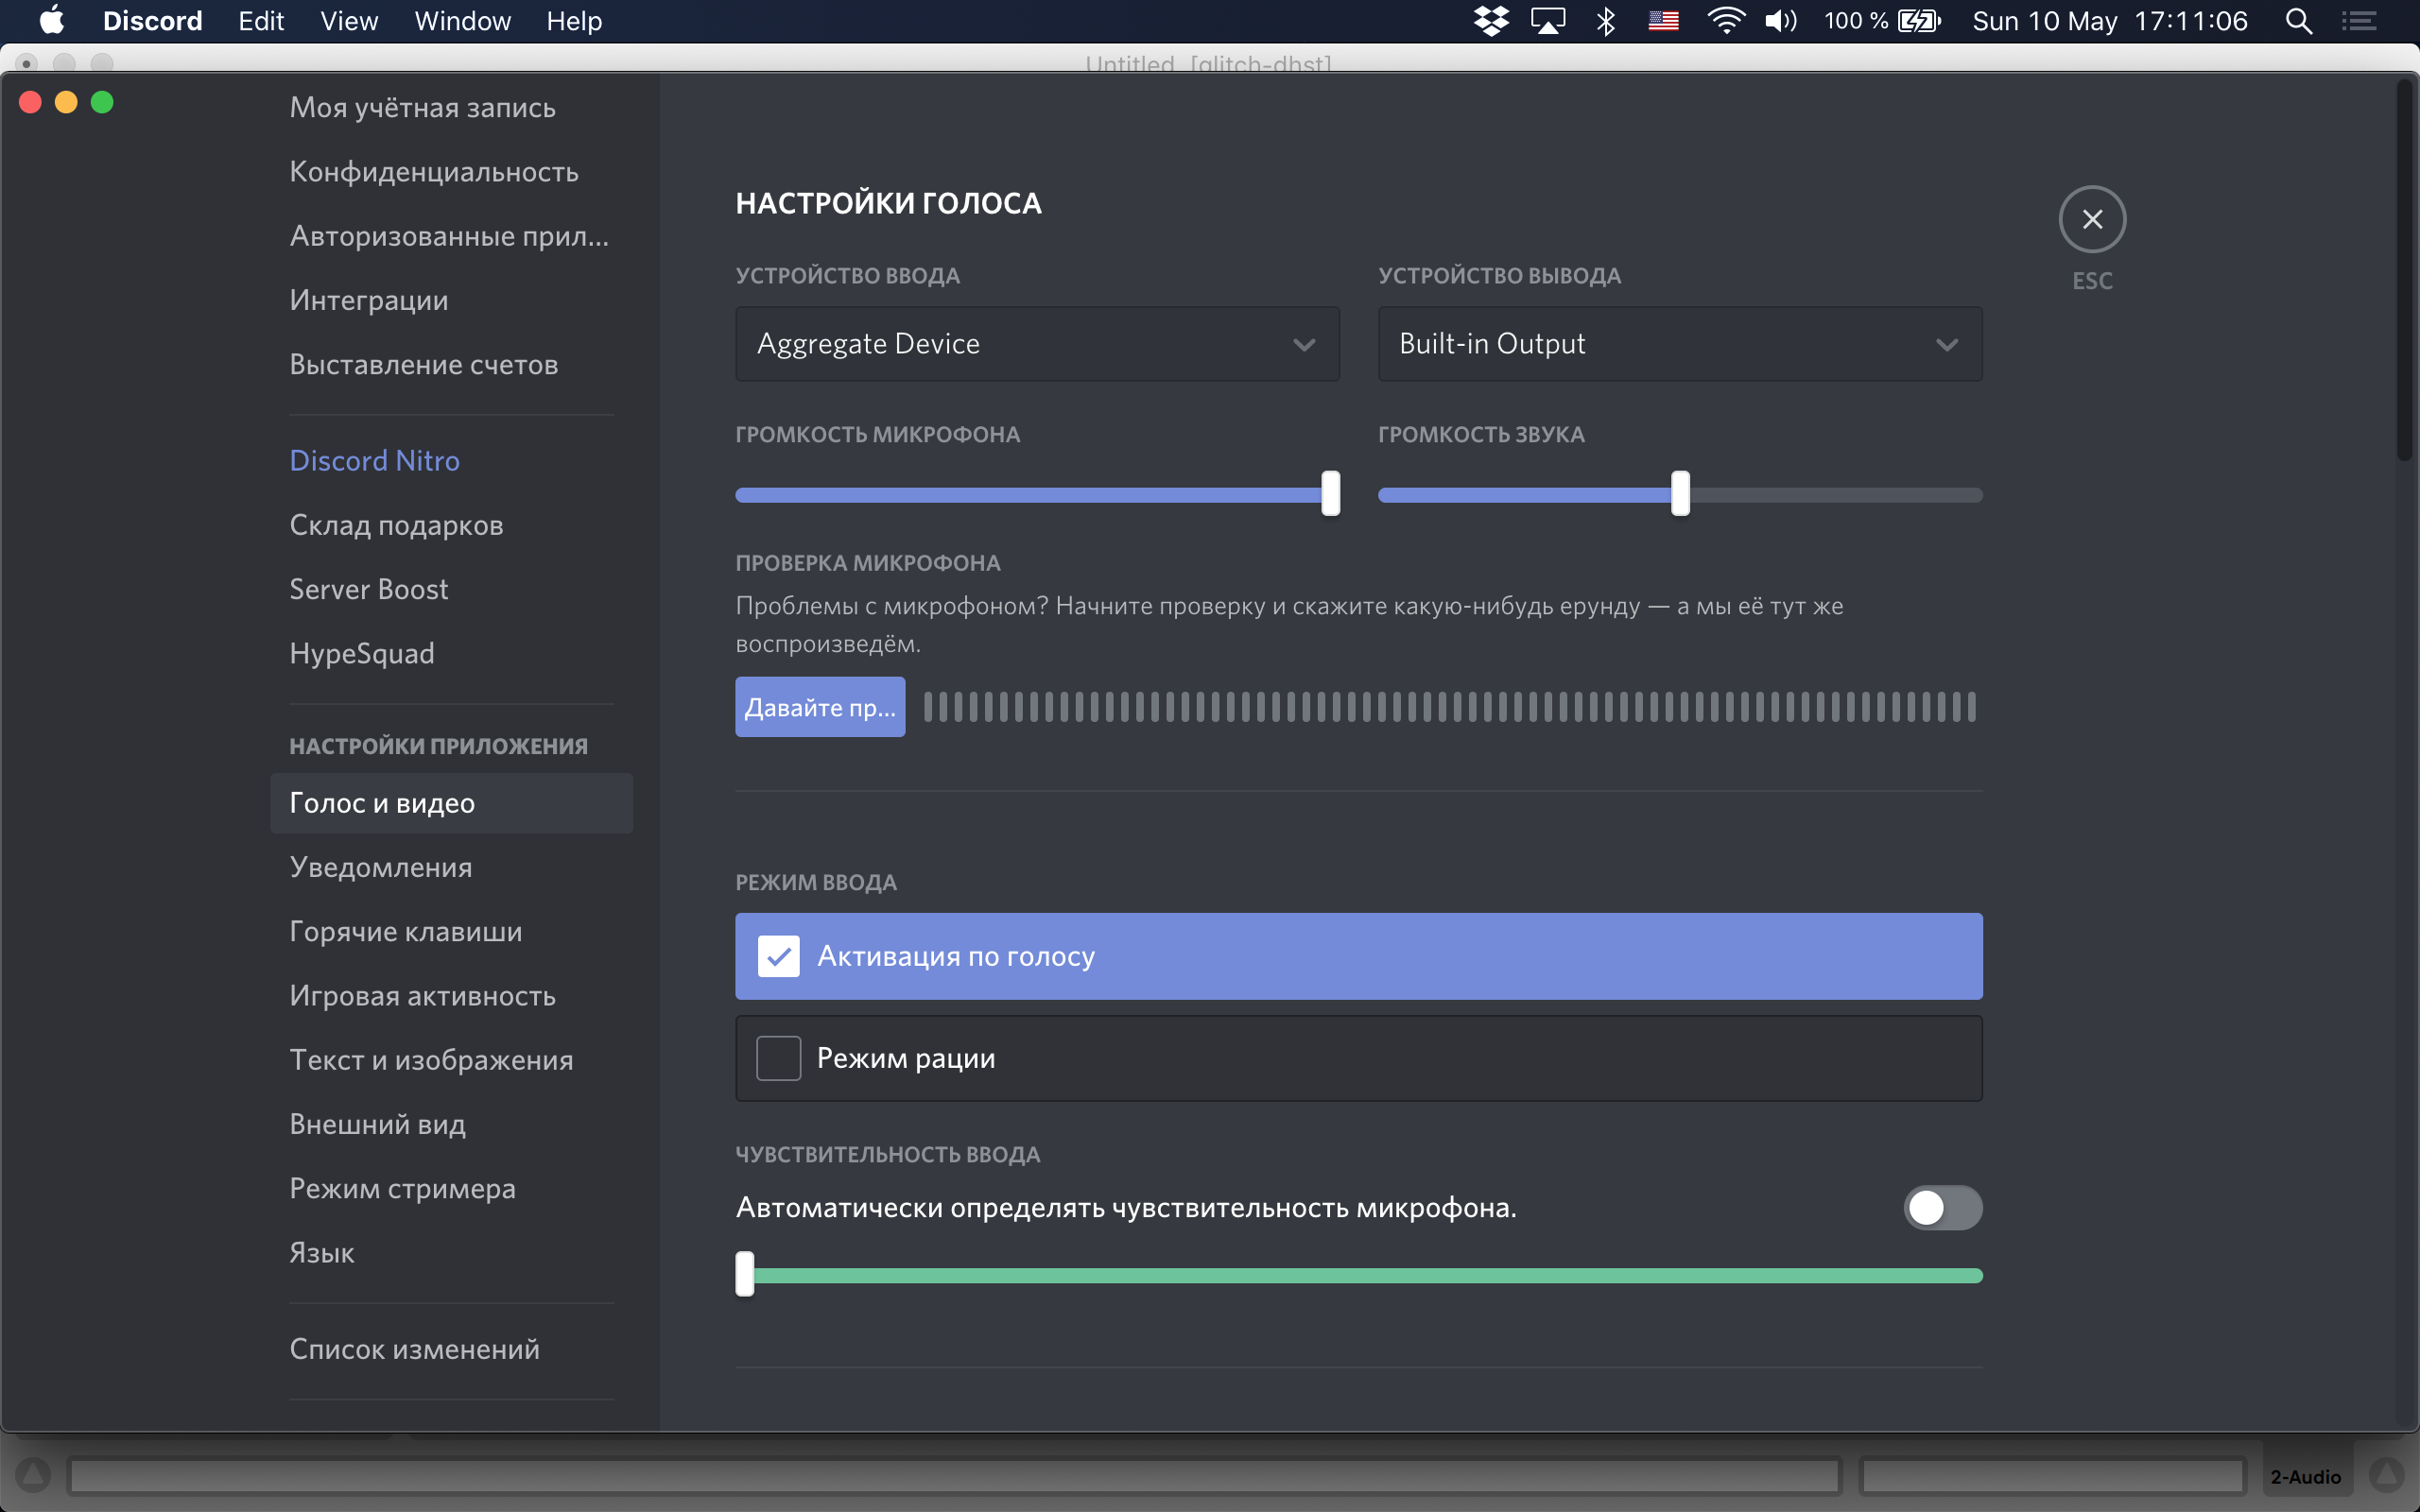 Discord Edit View Window Help 100 % Sun 10 May 17:11:06
Untitled [glitch-dhst]
Моя учётная запись
Конфиденциальность
Авторизованные прил...
Интеграции
Выставление счетов
Discord Nitro
Склад подарков
Server Boost
HypeSquad
НАСТРОЙКИ ПРИЛОЖЕНИЯ
Голос и видео
Уведомления
Горячие клавиши
Игровая активность
Текст и изображения
Внешний вид
Режим стримера
Язык
Список изменений
НАСТРОЙКИ ГОЛОСА
УСТРОЙСТВО ВВОДА
Aggregate Device
УСТРОЙСТВО ВЫВОДА
Built-in Output
ГРОМКОСТЬ МИКРОФОНА
ГРОМКОСТЬ ЗВУКА
ПРОВЕРКА МИКРОФОНА
Проблемы с микрофоном? Начните проверку и скажите какую-нибудь ерунду — а мы её тут же
воспроизведём.
Давайте пр...
РЕЖИМ ВВОДА
Активация по голосу
Режим рации
ЧУВСТВИТЕЛЬНОСТЬ ВВОДА
Автоматически определять чувствительность микрофона.
ESC
2-Audio